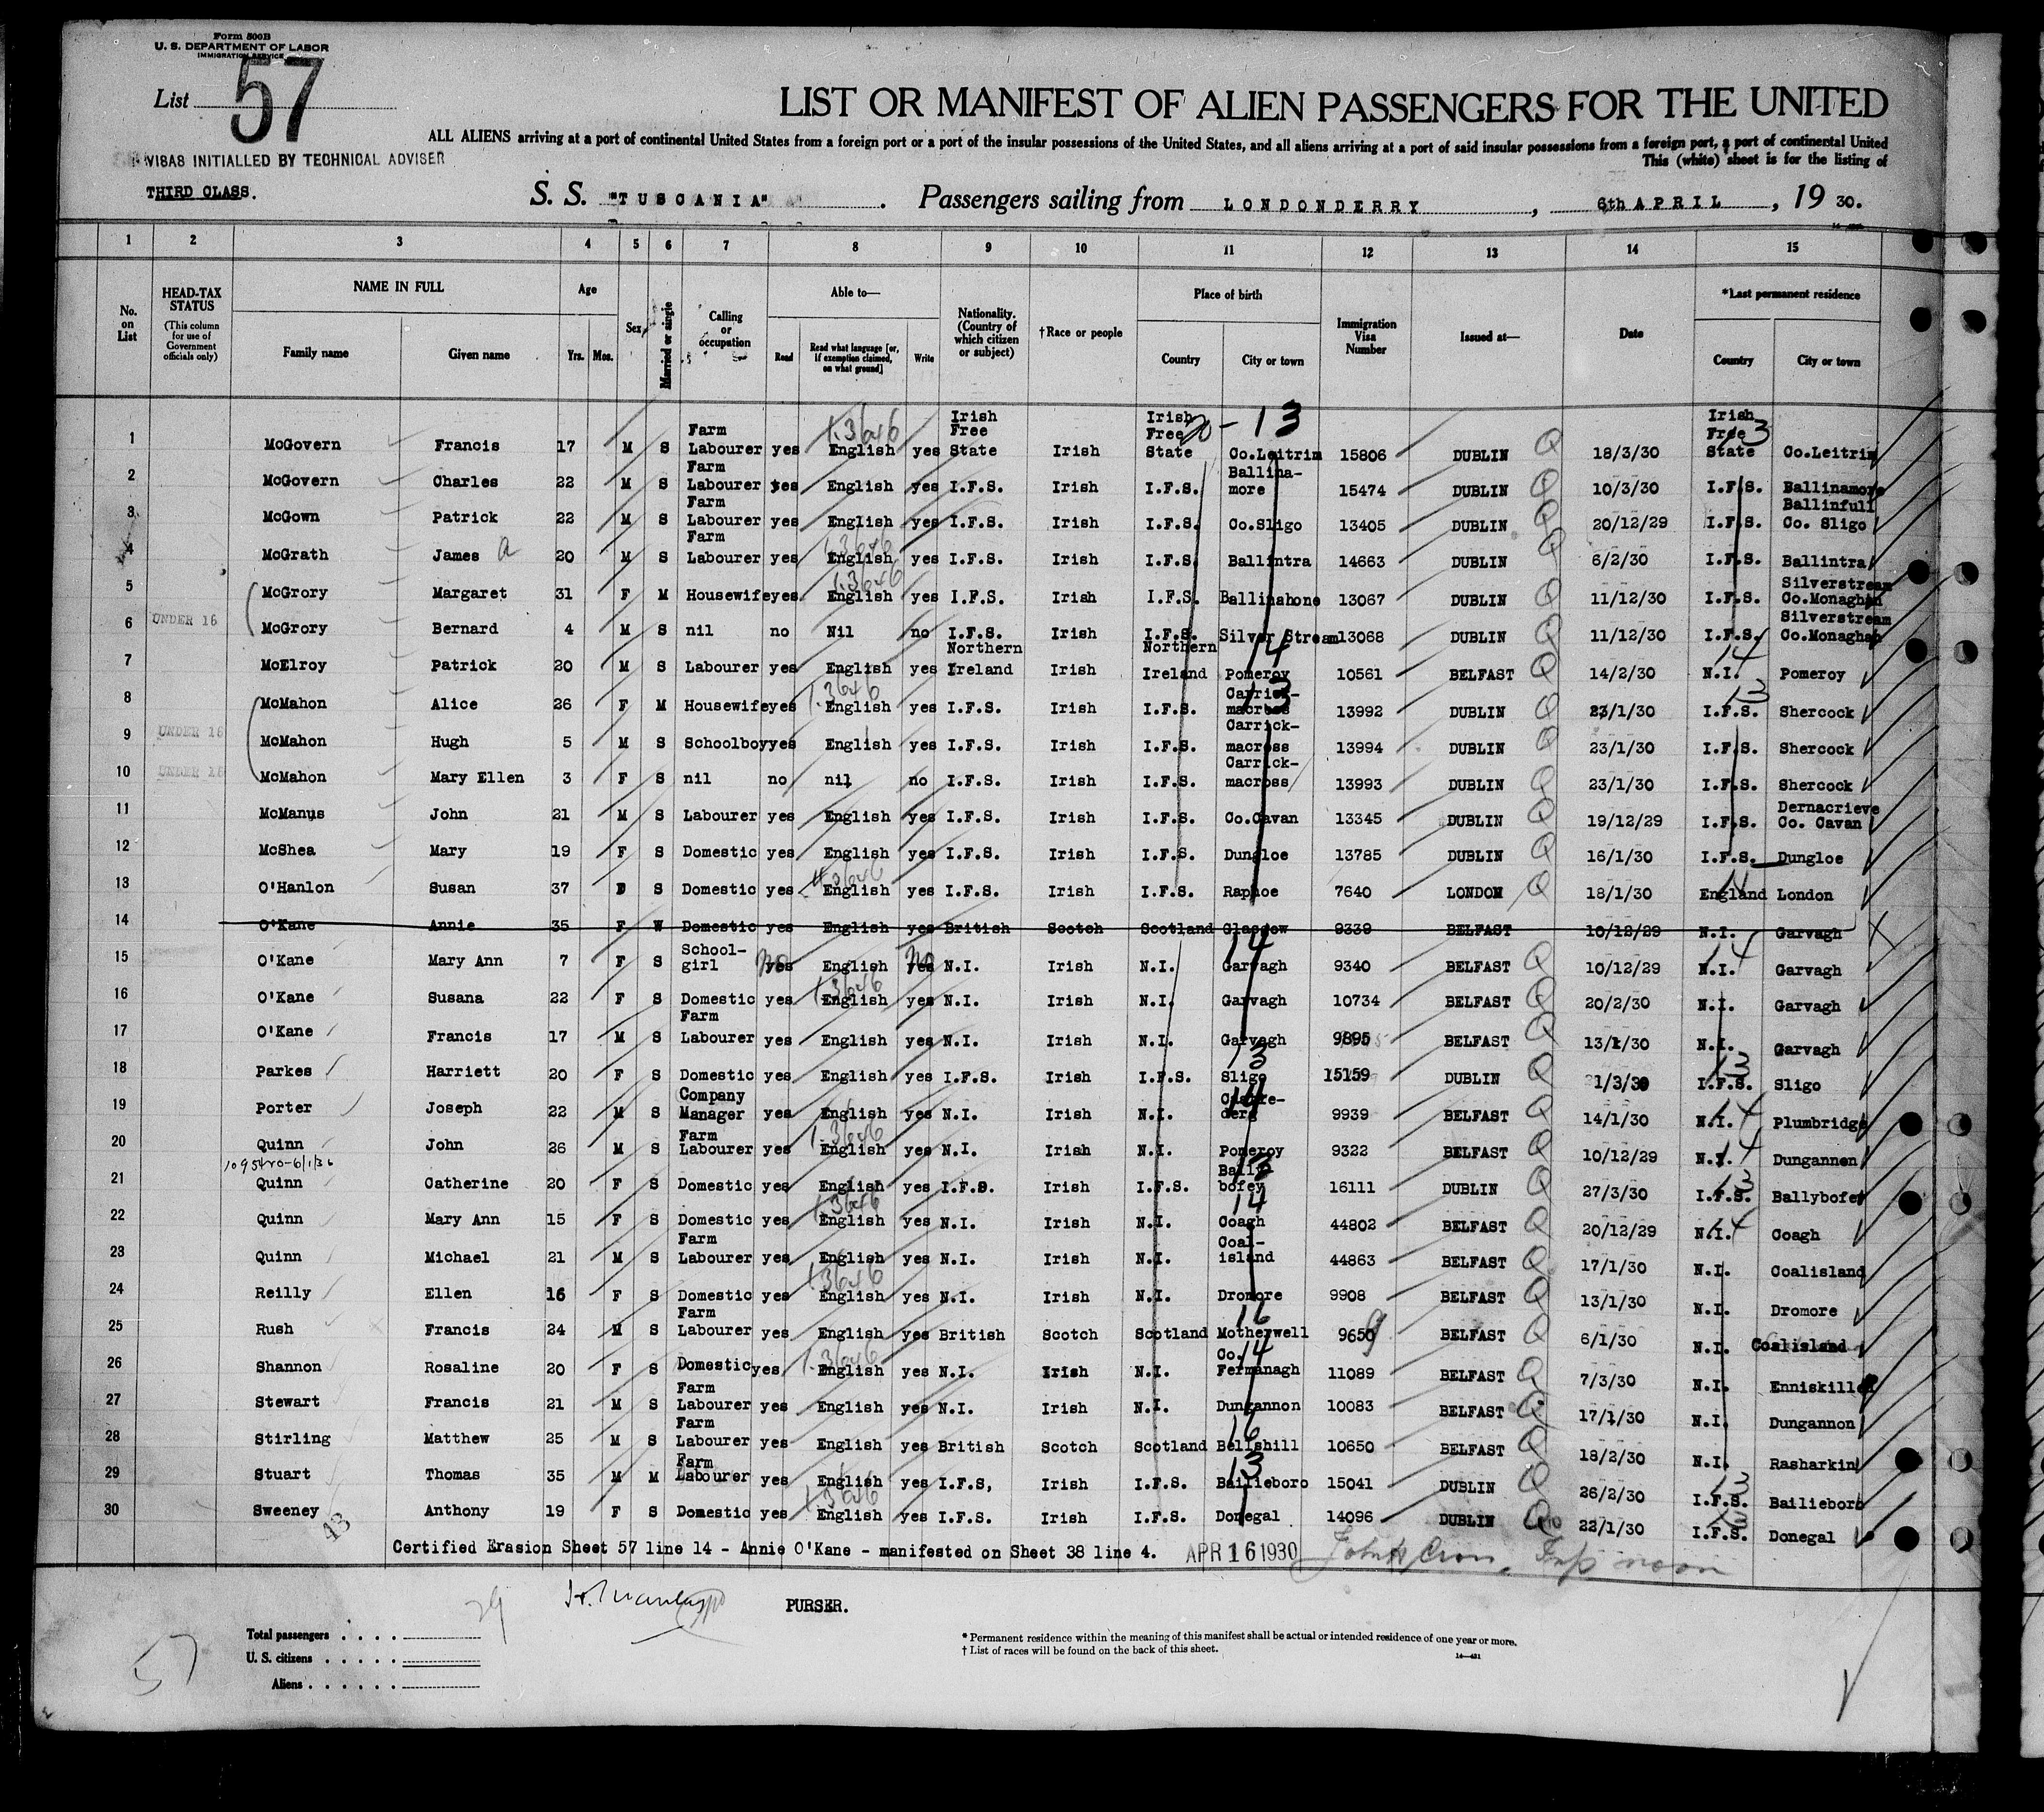 Form 500B
U. S. DEPARTMENT OF LABOR
IMMIGRATION SERVICE
List 57
LIST OR MANIFEST OF ALIEN PASSENGERS FOR THE UNITED
ALL ALIENS arriving at a port of continental United States from a foreign port or a port of the insular possessions of the United States, and all aliens arriving at a port of said insular possessions from a foreign port, a port of continental United
VISAS INITIALLED BY TECHNICAL ADVISER
This (white) sheet is for the listing of
THIRD CLASS.
S. S. "TUSCANIA" . Passengers sailing from LONDONDERRY , 6th APRIL , 19 30.
1 2 3 4 5 6 7 8 9 10 11 12 13 14 15
No. on List
HEAD-TAX STATUS (This column for use of Government officials only)
NAME IN FULL Family name Given name
Age Yrs. Mos.
Sex
Married or single
Calling or occupation
Able to— Read Read what language [or, if exemption claimed, on what ground] Write
Nationality. (Country of which citizen or subject)
†Race or people
Place of birth Country City or town
Immigration Visa Number
Issued at—
Date
*Last permanent residence Country City or town
1 McGovern Francis 17 M S Farm Labourer yes English yes Irish Free State Irish Irish Free State Co.Leitrim 15806 DUBLIN 18/3/30 Irish Free State Co.Leitrim
2 McGovern Charles 22 M S Farm Labourer yes English yes I.F.S. Irish I.F.S. Ballina-more 15474 DUBLIN 10/3/30 I.F.S. Ballinamore
3 McGown Patrick 22 M S Farm Labourer yes English yes I.F.S. Irish I.F.S. Co.Sligo 13405 DUBLIN 20/12/29 I.F.S. Ballinfull Co. Sligo
4 McGrath James a 20 M S Farm Labourer yes English yes I.F.S. Irish I.F.S. Ballintra 14663 DUBLIN 6/2/30 I.F.S. Ballintra
5 McGrory Margaret 31 F M Housewife yes English yes I.F.S. Irish I.F.S. Ballinahone 13067 DUBLIN 11/12/30 I.F.S. Silverstream Co.Monaghan
6 UNDER 16 McGrory Bernard 4 M S nil no Nil no I.F.S. Irish I.F.S. Silver Stream 13068 DUBLIN 11/12/30 I.F.S. Silverstream Co.Monaghan
7 McElroy Patrick 20 M S Labourer yes English yes Northern Ireland Irish Northern Ireland Pomeroy 10561 BELFAST 14/2/30 N.I. Pomeroy
8 McMahon Alice 26 F M Housewife yes English yes I.F.S. Irish I.F.S. Carrick-macross 13992 DUBLIN 23/1/30 I.F.S. Shercock
9 UNDER 16 McMahon Hugh 5 M S Schoolboy yes English yes I.F.S. Irish I.F.S. Carrick-macross 13994 DUBLIN 23/1/30 I.F.S. Shercock
10 UNDER 16 McMahon Mary Ellen 3 F S nil no nil no I.F.S. Irish I.F.S. Carrick-macross 13993 DUBLIN 23/1/30 I.F.S. Shercock
11 McManus John 21 M S Labourer yes English yes I.F.S. Irish I.F.S. Co.Cavan 13345 DUBLIN 19/12/29 I.F.S. Dernacrieve Co. Cavan
12 McShea Mary 19 F S Domestic yes English yes I.F.S. Irish I.F.S. Dungloe 13785 DUBLIN 16/1/30 I.F.S. Dungloe
13 O'Hanlon Susan 37 S Domestic yes English yes I.F.S. Irish I.F.S. Raphoe 7640 LONDON 18/1/30 England London
14 O'Kane Annie 35 F W Domestic yes English yes British Scotch Scotland Glasgow 9339 BELFAST 10/12/29 N.I. Garvagh
15 O'Kane Mary Ann 7 F S School-girl yes no English yes no N.I. Irish N.I. Garvagh 9340 BELFAST 10/12/29 N.I. Garvagh
16 O'Kane Susana 22 F S Domestic yes English yes N.I. Irish N.I. Garvagh 10734 BELFAST 20/2/30 N.I. Garvagh
17 O'Kane Francis 17 M S Farm Labourer yes English yes N.I. Irish N.I. Garvagh 9895 BELFAST 13/1/30 N.I. Garvagh
18 Parkes Harriett 20 F S Domestic yes English yes I.F.S. Irish I.F.S. Sligo 15159 DUBLIN 1/3/30 I.F.S. Sligo
19 Porter Joseph 22 M S Company Manager yes English yes N.I. Irish N.I. Castle-derg 9939 BELFAST 14/1/30 N.I. Plumbridge
20 Quinn John 26 M S Farm Labourer yes English yes N.I. Irish N.I. Pomeroy 9322 BELFAST 10/12/29 N.I. Dungannon
21 Quinn Catherine 20 F S Domestic yes English yes I.F.S. Irish I.F.S. Bally bofey 16111 DUBLIN 27/3/30 I.F.S. Ballybofey
22 Quinn Mary Ann 15 F S Domestic yes English yes N.I. Irish N.I. Coagh 44802 BELFAST 20/12/29 N.I. Coagh
23 Quinn Michael 21 M S Farm Labourer yes English yes N.I. Irish N.I. Coal-island 44863 BELFAST 17/1/30 N.I. Coalisland
24 Reilly Ellen 16 F S Domestic yes English yes N.I. Irish N.I. Dromore 9908 BELFAST 13/1/30 N.I. Dromore
25 Rush Francis 24 M S Farm Labourer yes English yes British Scotch Scotland Motherwell 9659 BELFAST 6/1/30 N.I. Coalisland
26 Shannon Rosaline 20 F S Domestic yes English yes N.I. Irish N.I. Co. Fermanagh 11089 BELFAST 7/3/30 N.I. Enniskillen
27 Stewart Francis 21 M S Farm Labourer yes English yes N.I. Irish N.I. Dungannon 10083 BELFAST 17/1/30 N.I. Dungannon
28 Stirling Matthew 25 M S Farm Labourer yes English yes British Scotch Scotland Bellshill 10650 BELFAST 18/2/30 N.I. Rasharkin
29 Stuart Thomas 35 M M Farm Labourer yes English yes I.F.S, Irish I.F.S. Bailieboro 15041 DUBLIN 26/2/30 I.F.S. Bailieboro
30 Sweeney Anthony 19 F S Domestic yes English yes I.F.S. Irish I.F.S. Donegal 14096 DUBLIN 22/1/30 I.F.S. Donegal
Certified Erasion Sheet 57 line 14 - Annie O'Kane - manifested on Sheet 38 line 4. APR 16 1930
PURSER.
Total passengers . . . .
U. S. citizens . . . . .
Aliens . . . . . .
57
* Permanent residence within the meaning of this manifest shall be actual or intended residence of one year or more.
† List of races will be found on the back of this sheet.